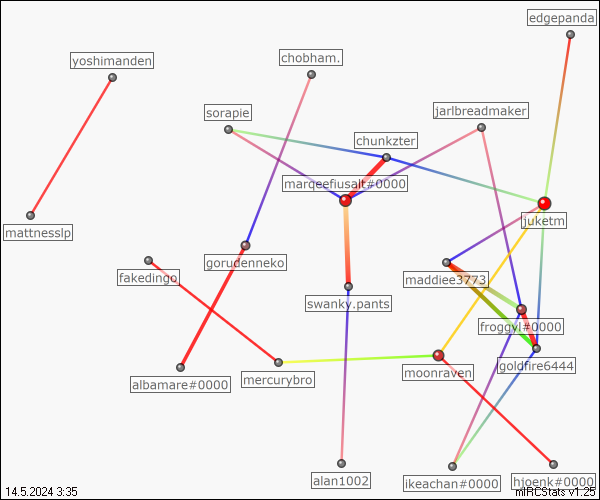 edgepanda
yoshimanden
chobham.
sorapie
jarlbreadmaker
chunkzter
marqeefiusalt#0000
juketm
mattnesslp
gorudenneko
fakedingo
maddiee3773
swanky.pants
froggyl#0000
goldfire6444
moonraven
mercurybro
albamare#0000
alan1002
ikeachan#0000
hjoenk#0000
14.5.2024 3:35
mIRCStats v1.25